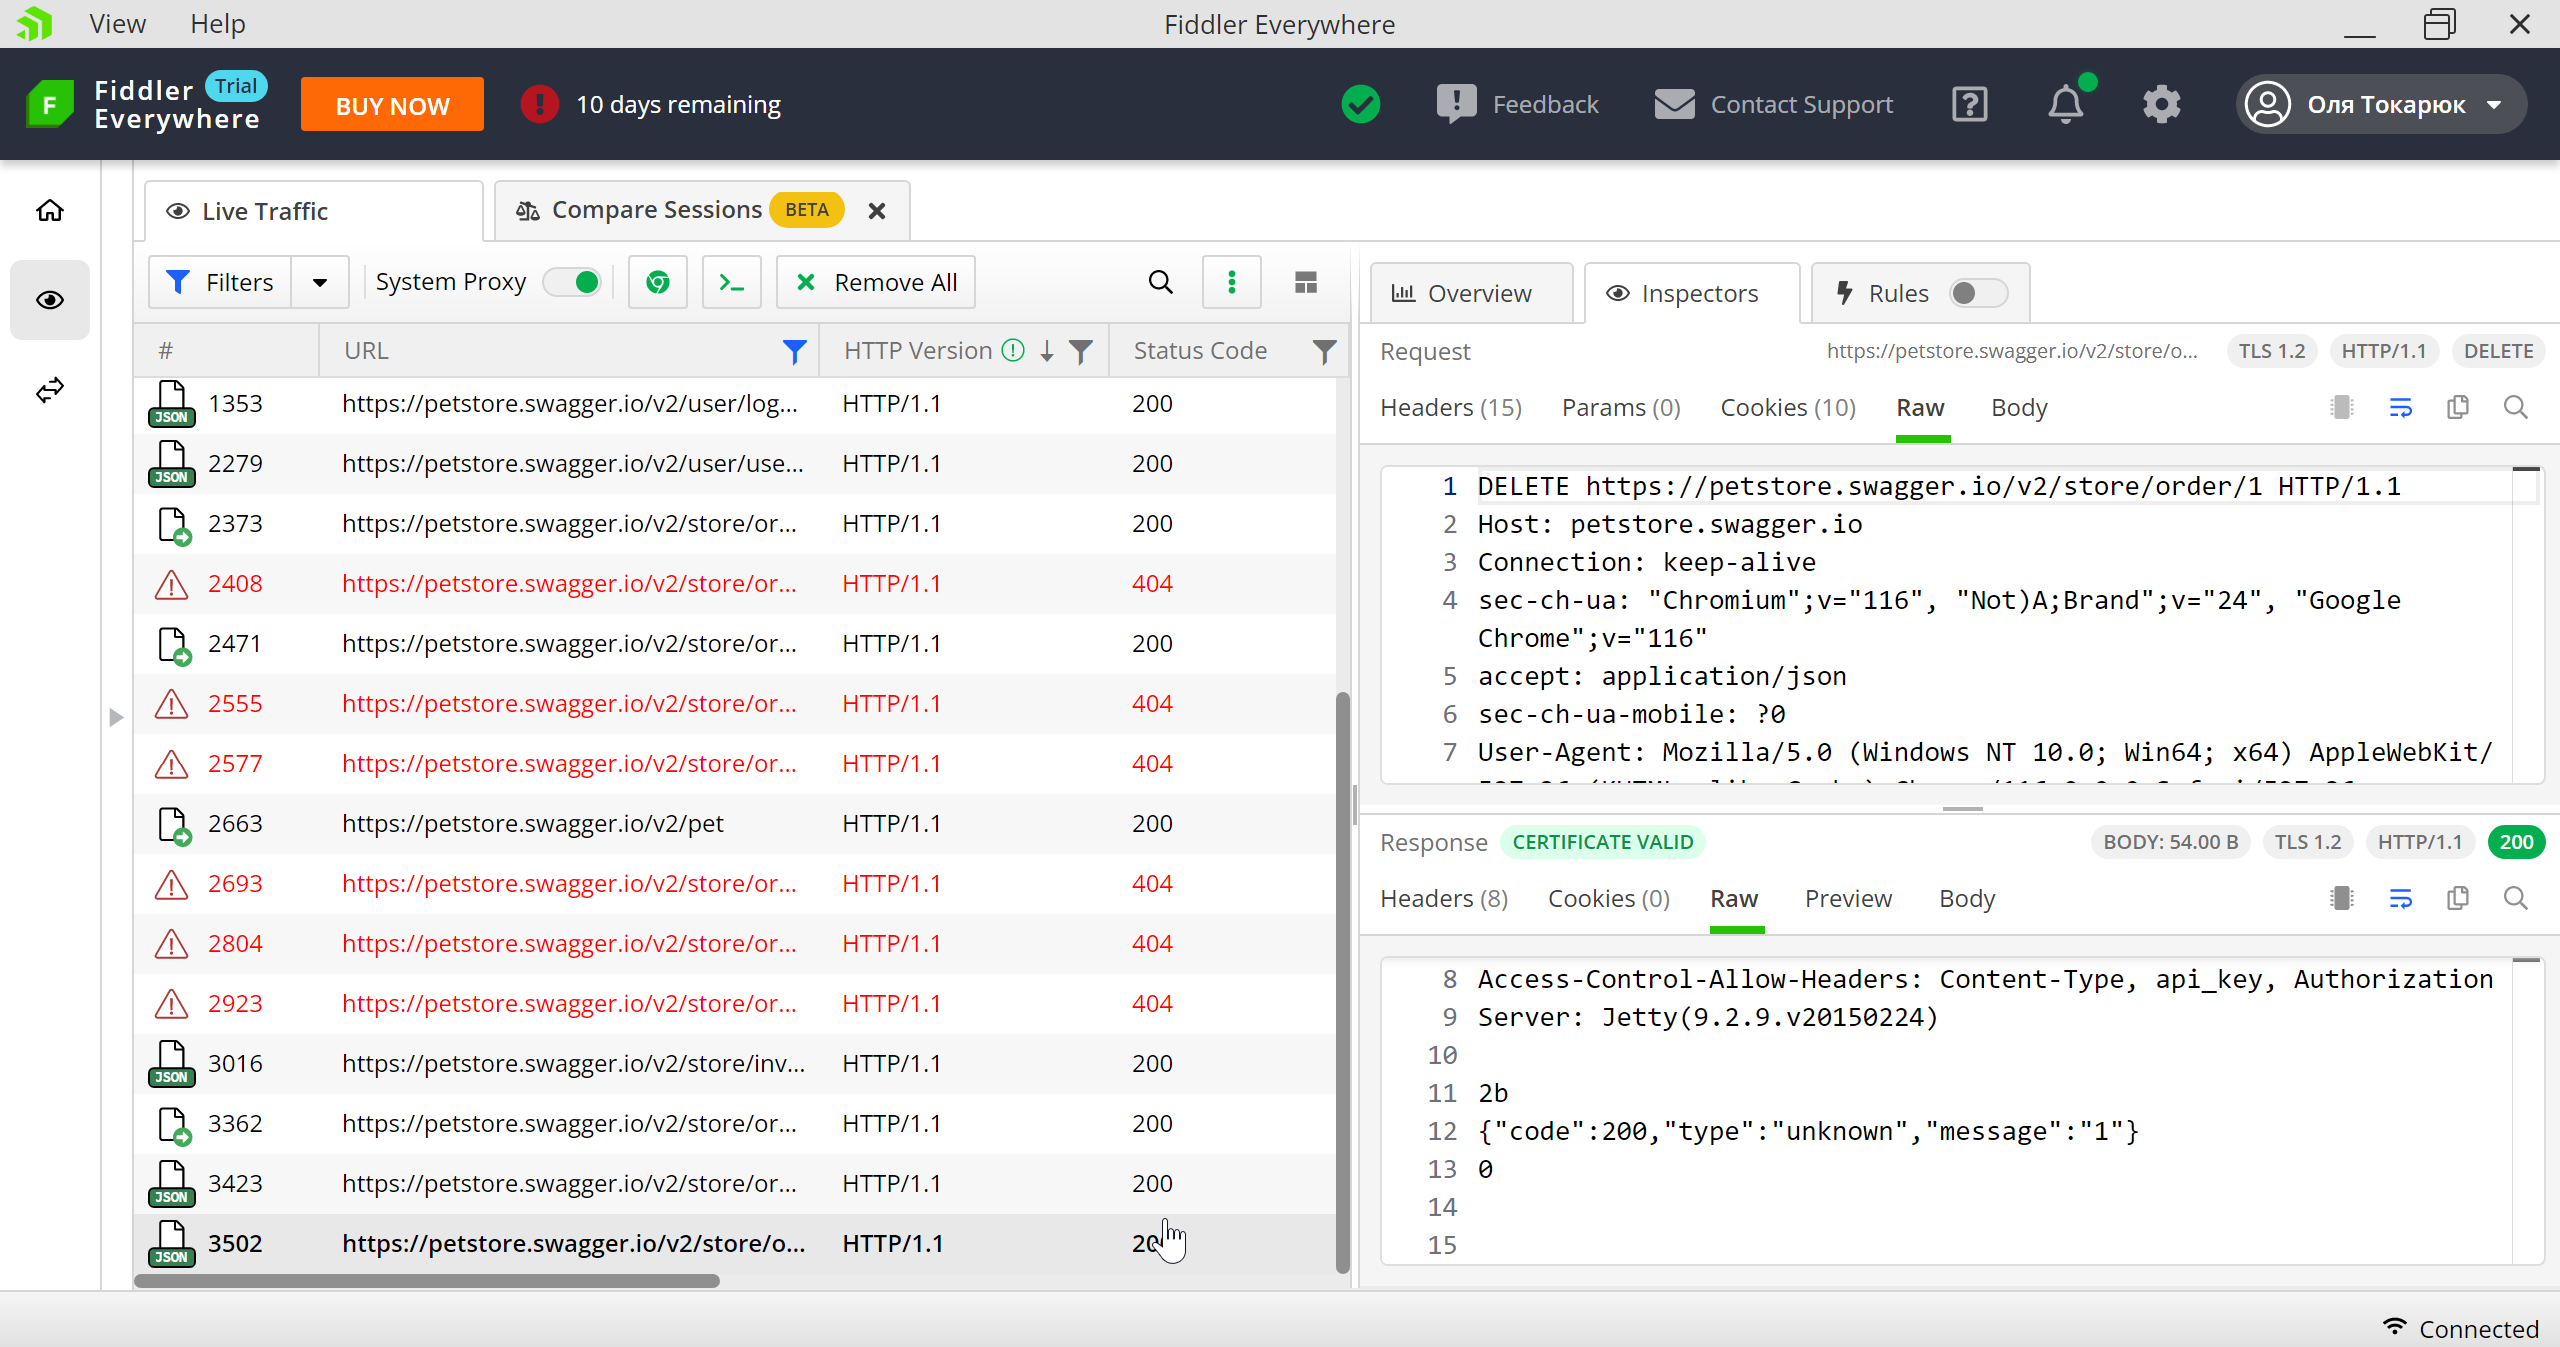 View Help
Fiddler Everywhere
Fiddler Everywhere Trial
BUY NOW
10 days remaining
Feedback
Contact Support
Оля Токарюк
Live Traffic
Compare Sessions BETA
Filters
System Proxy
Remove All
# URL HTTP Version Status Code
JSON 1353 https://petstore.swagger.io/v2/user/log... HTTP/1.1 200
JSON 2279 https://petstore.swagger.io/v2/user/use... HTTP/1.1 200
2373 https://petstore.swagger.io/v2/store/or... HTTP/1.1 200
2408 https://petstore.swagger.io/v2/store/or... HTTP/1.1 404
2471 https://petstore.swagger.io/v2/store/or... HTTP/1.1 200
2555 https://petstore.swagger.io/v2/store/or... HTTP/1.1 404
2577 https://petstore.swagger.io/v2/store/or... HTTP/1.1 404
2663 https://petstore.swagger.io/v2/pet HTTP/1.1 200
2693 https://petstore.swagger.io/v2/store/or... HTTP/1.1 404
2804 https://petstore.swagger.io/v2/store/or... HTTP/1.1 404
2923 https://petstore.swagger.io/v2/store/or... HTTP/1.1 404
JSON 3016 https://petstore.swagger.io/v2/store/inv... HTTP/1.1 200
3362 https://petstore.swagger.io/v2/store/or... HTTP/1.1 200
JSON 3423 https://petstore.swagger.io/v2/store/or... HTTP/1.1 200
JSON 3502 https://petstore.swagger.io/v2/store/o... HTTP/1.1
Overview
Inspectors
Rules
Request https://petstore.swagger.io/v2/store/o... TLS 1.2 HTTP/1.1 DELETE
Headers (15) Params (0) Cookies (10) Raw Body
1 DELETE https://petstore.swagger.io/v2/store/order/1 HTTP/1.1
2 Host: petstore.swagger.io
3 Connection: keep-alive
4 sec-ch-ua: "Chromium";v="116", "Not)A;Brand";v="24", "Google
Chrome";v="116"
5 accept: application/json
6 sec-ch-ua-mobile: ?0
7 User-Agent: Mozilla/5.0 (Windows NT 10.0; Win64; x64) AppleWebKit/
Response CERTIFICATE VALID BODY: 54.00 B TLS 1.2 HTTP/1.1 200
Headers (8) Cookies (0) Raw Preview Body
8 Access-Control-Allow-Headers: Content-Type, api_key, Authorization
9 Server: Jetty(9.2.9.v20150224)
10
11 2b
12 {"code":200,"type":"unknown","message":"1"}
13 0
14
15
Connected